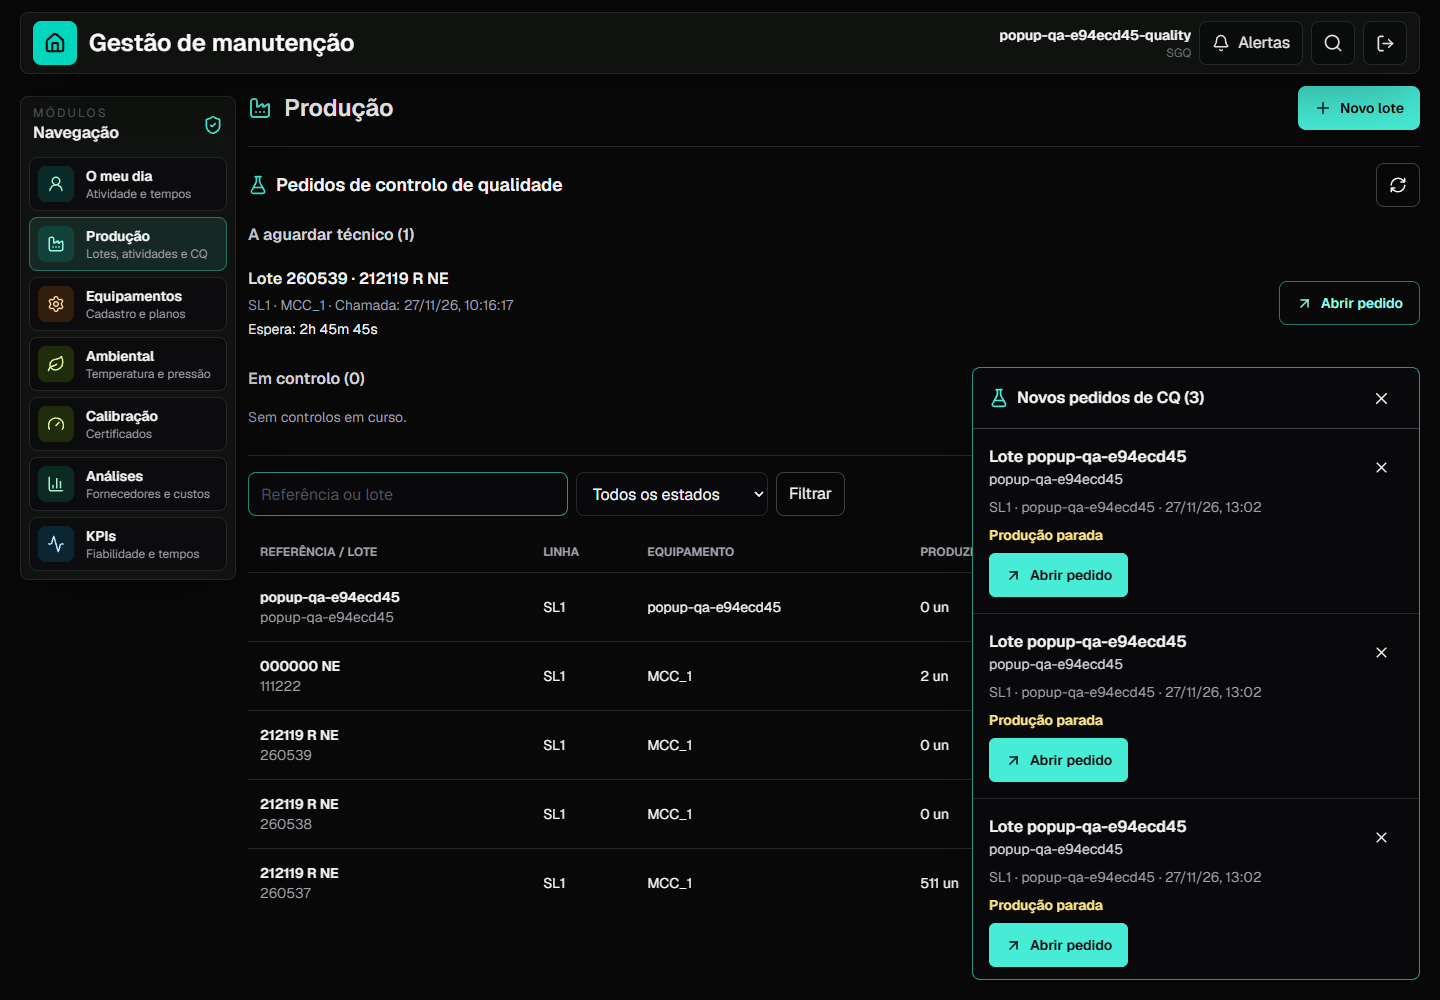 Gestão de manutenção
popup-qa-e94ecd45-quality
SGQ
Alertas
MÓDULOS
Navegação
O meu dia
Atividade e tempos
Produção
Lotes, atividades e CQ
Equipamentos
Cadastro e planos
Ambiental
Temperatura e pressão
Calibração
Certificados
Análises
Fornecedores e custos
KPIs
Fiabilidade e tempos
Produção
Novo lote
Pedidos de controlo de qualidade
A aguardar técnico (1)
Lote 260539 · 212119 R NE
SL1 · MCC_1 · Chamada: 27/11/26, 10:16:17
Espera: 2h 45m 45s
Abrir pedido
Em controlo (0)
Sem controlos em curso.
Referência ou lote
Todos os estados
Filtrar
REFERÊNCIA / LOTE LINHA EQUIPAMENTO PRODUZI
popup-qa-e94ecd45
popup-qa-e94ecd45
SL1 popup-qa-e94ecd45 0 un
000000 NE
111222
SL1 MCC_1 2 un
212119 R NE
260539
SL1 MCC_1 0 un
212119 R NE
260538
SL1 MCC_1 0 un
212119 R NE
260537
SL1 MCC_1 511 un
Novos pedidos de CQ (3)
Lote popup-qa-e94ecd45
popup-qa-e94ecd45
SL1 · popup-qa-e94ecd45 · 27/11/26, 13:02
Produção parada
Abrir pedido
Lote popup-qa-e94ecd45
popup-qa-e94ecd45
SL1 · popup-qa-e94ecd45 · 27/11/26, 13:02
Produção parada
Abrir pedido
Lote popup-qa-e94ecd45
popup-qa-e94ecd45
SL1 · popup-qa-e94ecd45 · 27/11/26, 13:02
Produção parada
Abrir pedido